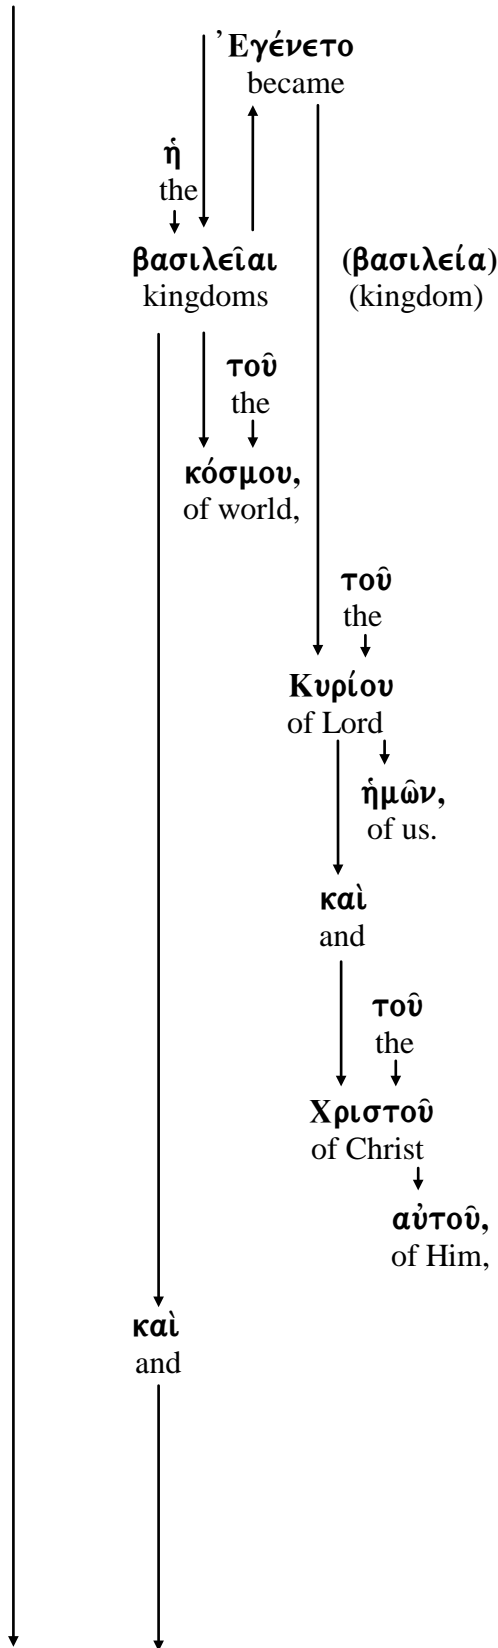 Ἐγένετο
became
ἡ
the
βασιλεῖαι (βασιλεία)
kingdoms (kingdom)
τοῦ
the
κόσμου,
of world,
τοῦ
the
Κυρίου
of Lord
ἡμῶν,
of us.
καὶ
and
τοῦ
the
Χριστοῦ
of Christ
αὐτοῦ,
of Him,
καὶ
and